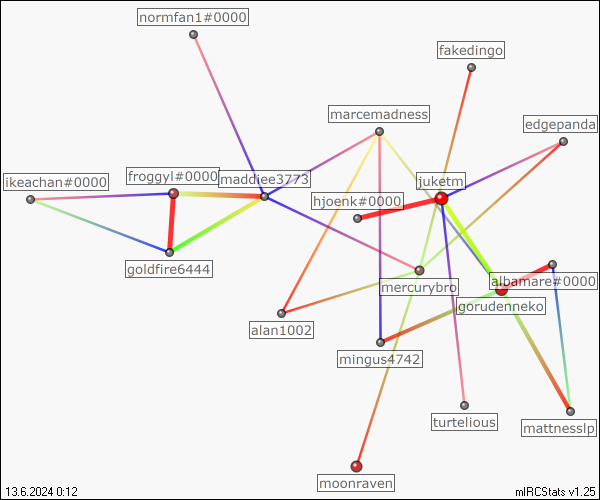 normfan1#0000
fakedingo
marcemadness
edgepanda
ikeachan#0000
froggyl#0000
maddiee3773
juketm
hjoenk#0000
goldfire6444
mercurybro
albamare#0000
gorudenneko
alan1002
mingus4742
turtelious
mattnesslp
moonraven
13.6.2024 0:12
mIRCStats v1.25